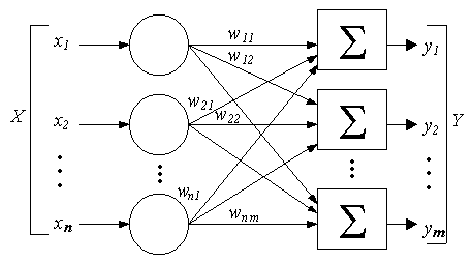 x1 w11 Σ y1
w12
X w21 Y
x2 w22 Σ y2
wn1
xn wnm Σ ym